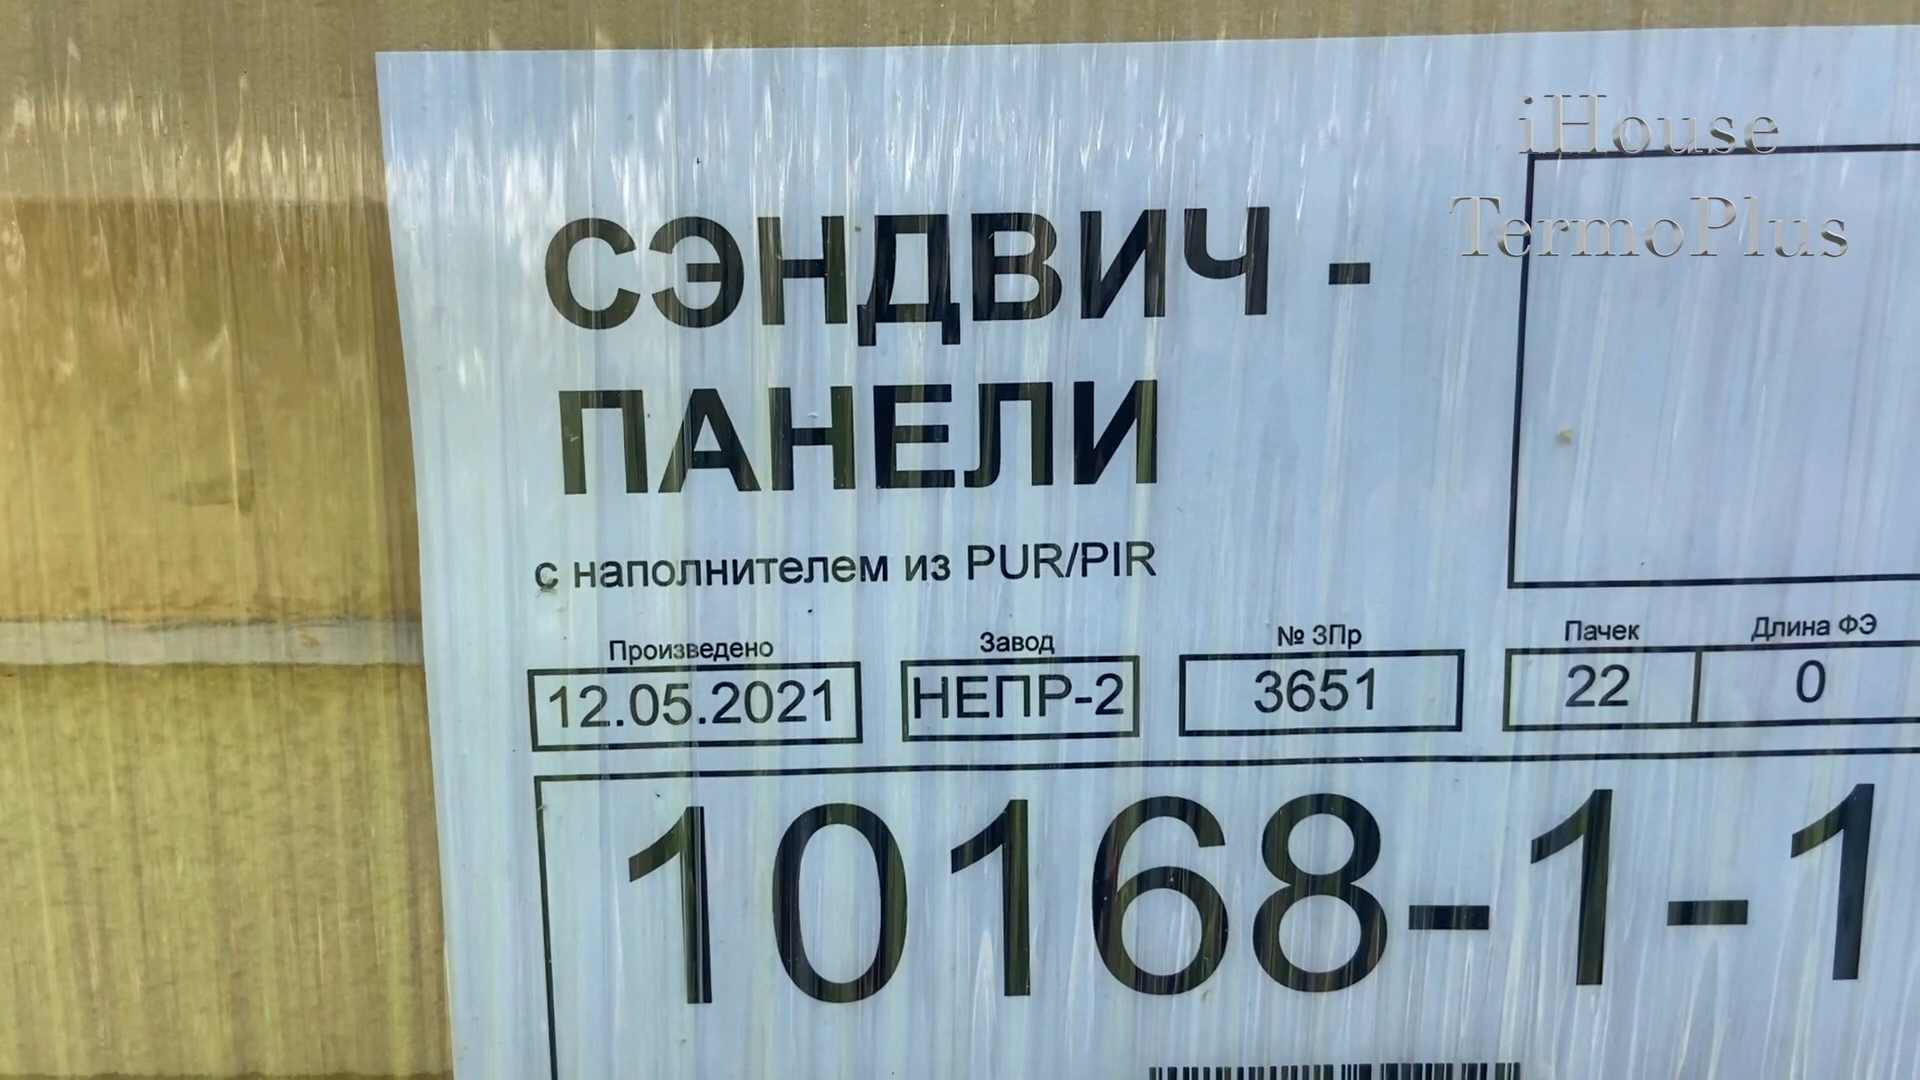 iHouse
TermoPlus
СЭНДВИЧ -
ПАНЕЛИ
с наполнителем из PUR/PIR
Произведено Завод № ЗПр Пачек Длина ФЭ
12.05.2021 НЕПР-2 3651 22 0
10168-1-1